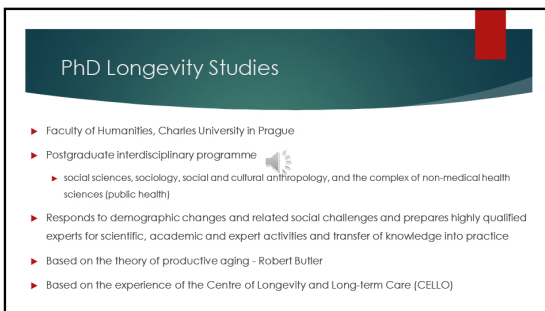 PhD Longevity Studies
Faculty of Humanities, Charles University in Prague
Postgraduate interdisciplinary programme
social sciences, sociology, social and cultural anthropology, and the complex of non-medical health
sciences (public health)
Responds to demographic changes and related social challenges and prepares highly qualified
experts for scientific, academic and expert activities and transfer of knowledge into practice
Based on the theory of productive aging - Robert Butler
Based on the experience of the Centre of Longevity and Long-term Care (CELLO)